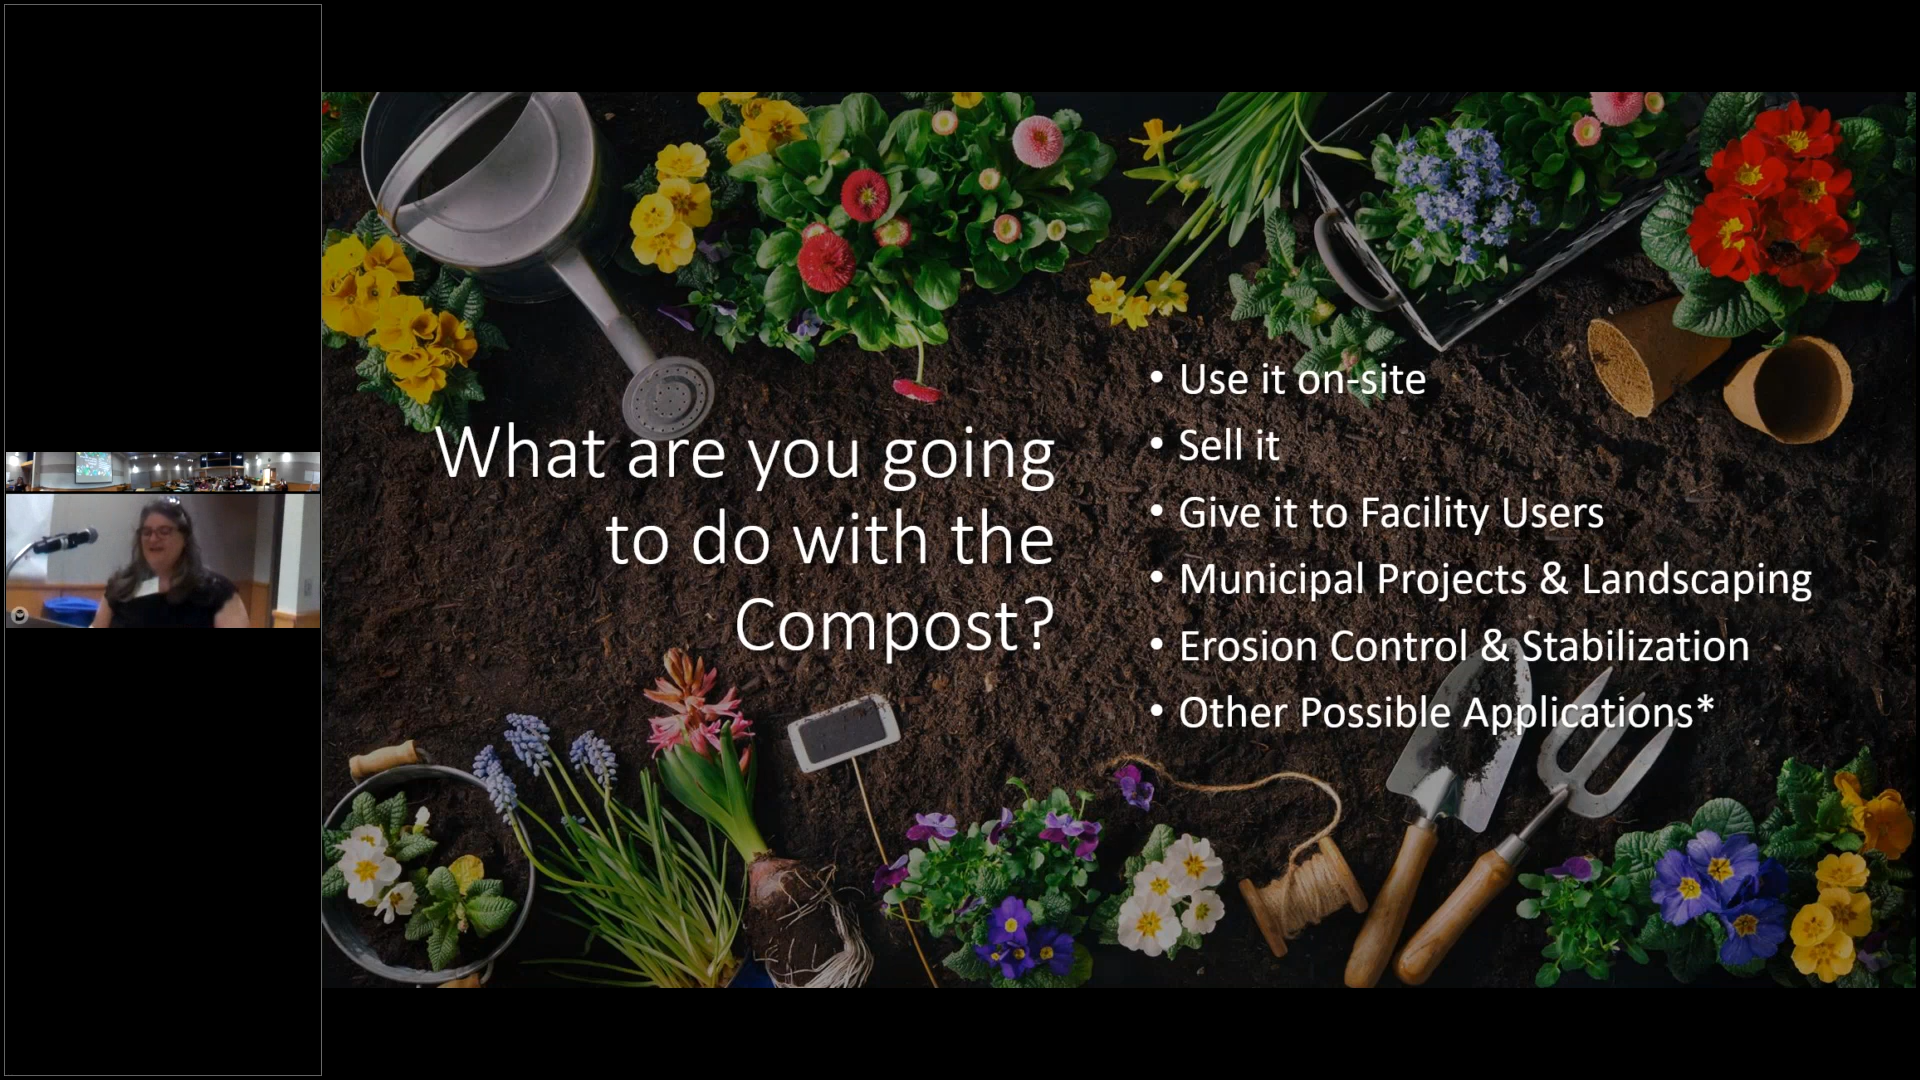 What are you going
to do with the
Compost?
• Use it on-site
• Sell it
• Give it to Facility Users
• Municipal Projects & Landscaping
• Erosion Control & Stabilization
• Other Possible Applications*